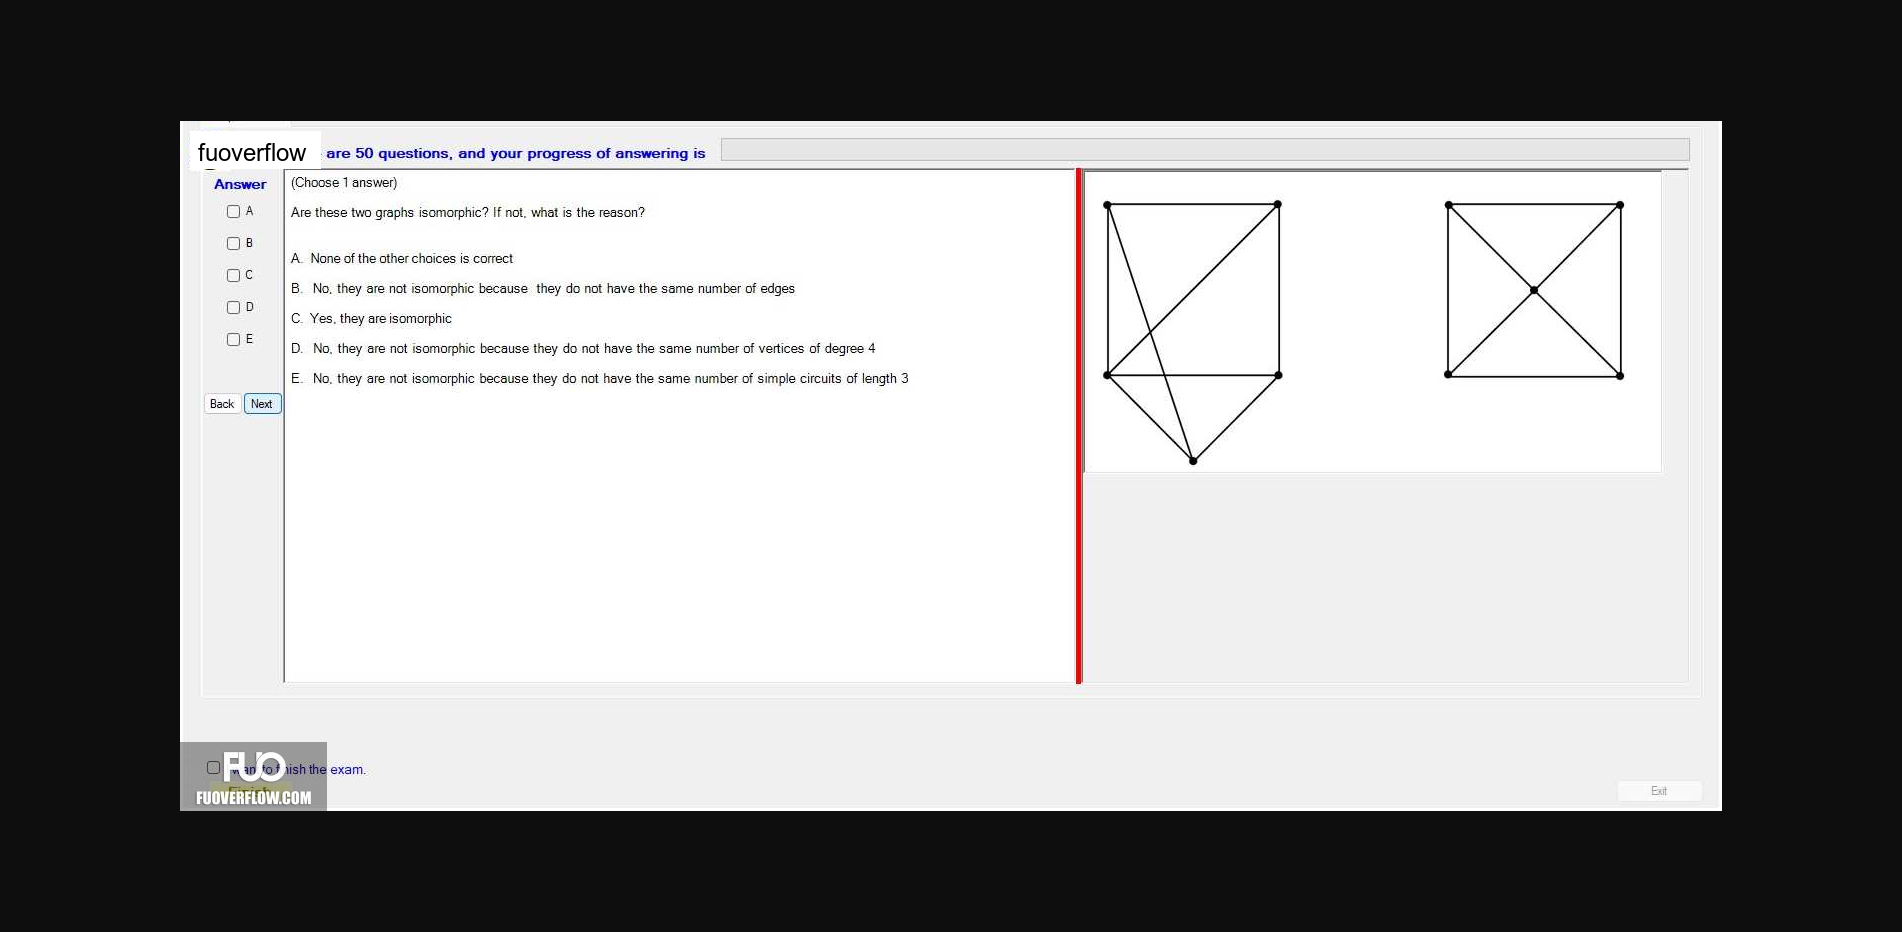 fuoverflow are 50 questions, and your progress of answering is
Answer
(Choose 1 answer)
A
Are these two graphs isomorphic? If not, what is the reason?
B
C
D
E
A. None of the other choices is correct
B. No, they are not isomorphic because they do not have the same number of edges
C. Yes, they are isomorphic
D. No, they are not isomorphic because they do not have the same number of vertices of degree 4
E. No, they are not isomorphic because they do not have the same number of simple circuits of length 3
Back Next
FUO
to finish the exam.
Finish
FUOVERFLOW.COM
Exit